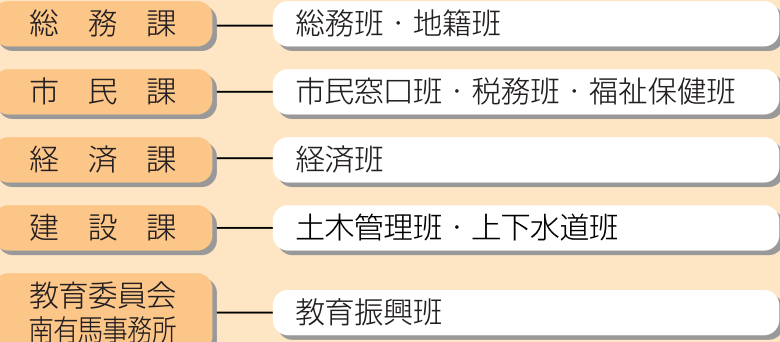 総務課 総務班・地籍班
市民課 市民窓口班・税務班・福祉保健班
経済課 経済班
建設課 土木管理班・上下水道班
教育委員会
南有馬事務所 教育振興班